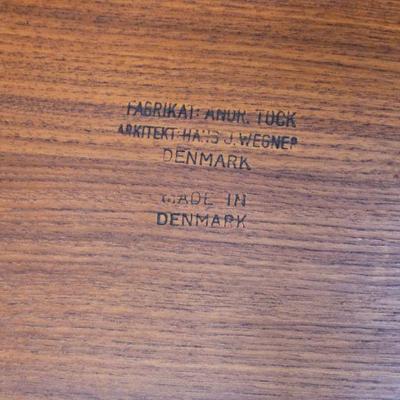 FABRIKAT: ANDR. TUCK
ARKITEKT: HANS J. WEGNER
DENMARK
MADE IN
DENMARK